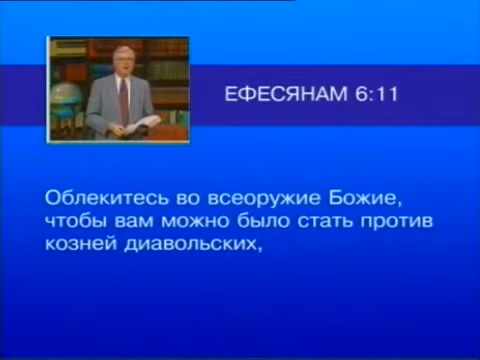 ЕФЕСЯНАМ 6:11
Облекитесь во всеоружие Божие,
чтобы вам можно было стать против
козней диавольских,